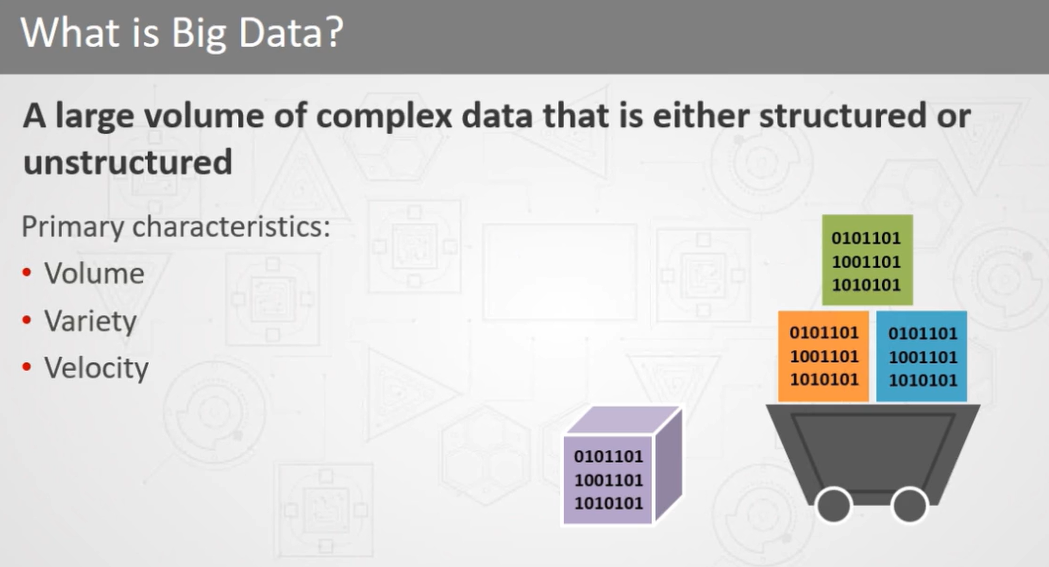 What is Big Data?
A large volume of complex data that is either structured or
unstructured
Primary characteristics:
• Volume
• Variety
• Velocity
0101101
1001101
1010101
0101101
1001101
1010101
0101101
1001101
1010101
0101101
1001101
1010101